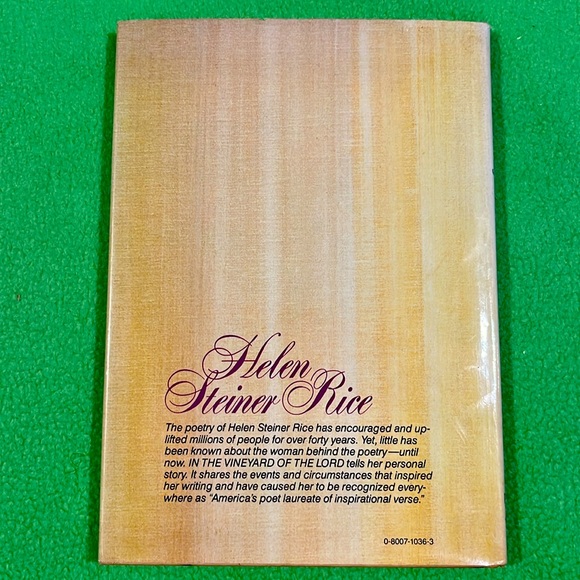 Helen
Steiner Rice
The poetry of Helen Steiner Rice has encouraged and up-
lifted millions of people for over forty years. Yet, little has
been known about the woman behind the poetry—until
now. IN THE VINEYARD OF THE LORD tells her personal
story. It shares the events and circumstances that inspired
her writing and have caused her to be recognized every-
where as “America's poet laureate of inspirational verse.”
0-8007-1036-3